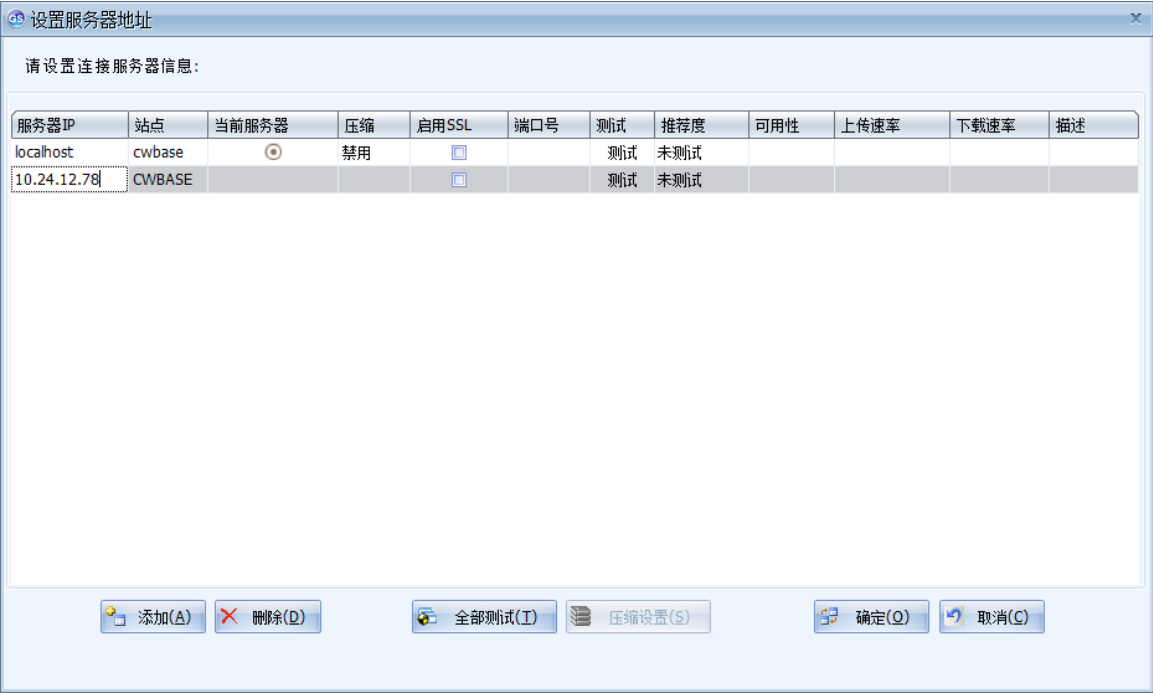 GS 设置服务器地址 x
请设置连接服务器信息:
服务器IP 站点 当前服务器 压缩 启用SSL 端口号 测试 推荐度 可用性 上传速率 下载速率 描述
localhost cwbase 禁用 测试 未测试
10.24.12.78 CWBASE 测试 未测试
添加(A) 删除(D) 全部测试(T) 压缩设置(S) 确定(O) 取消(C)